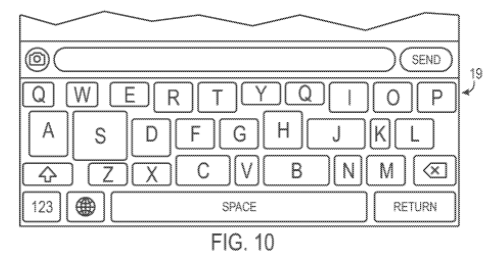 SEND
19
Q W E R T Y Q I O P
A S D F G H J K L
Z X C V B N M
123 SPACE RETURN
FIG. 10